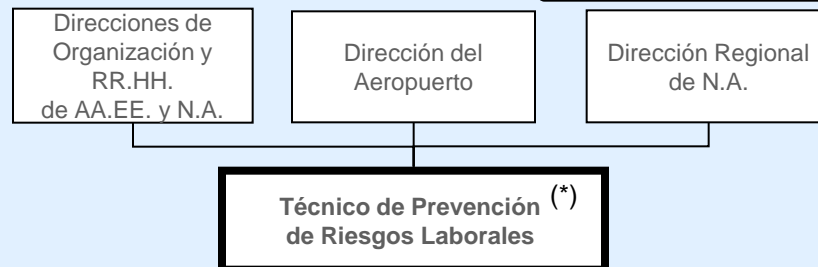 Direcciones de
Organización y
RR.HH.
de AA.EE. y N.A.
Dirección del
Aeropuerto
Dirección Regional
de N.A.
Técnico de Prevención (*)
de Riesgos Laborales